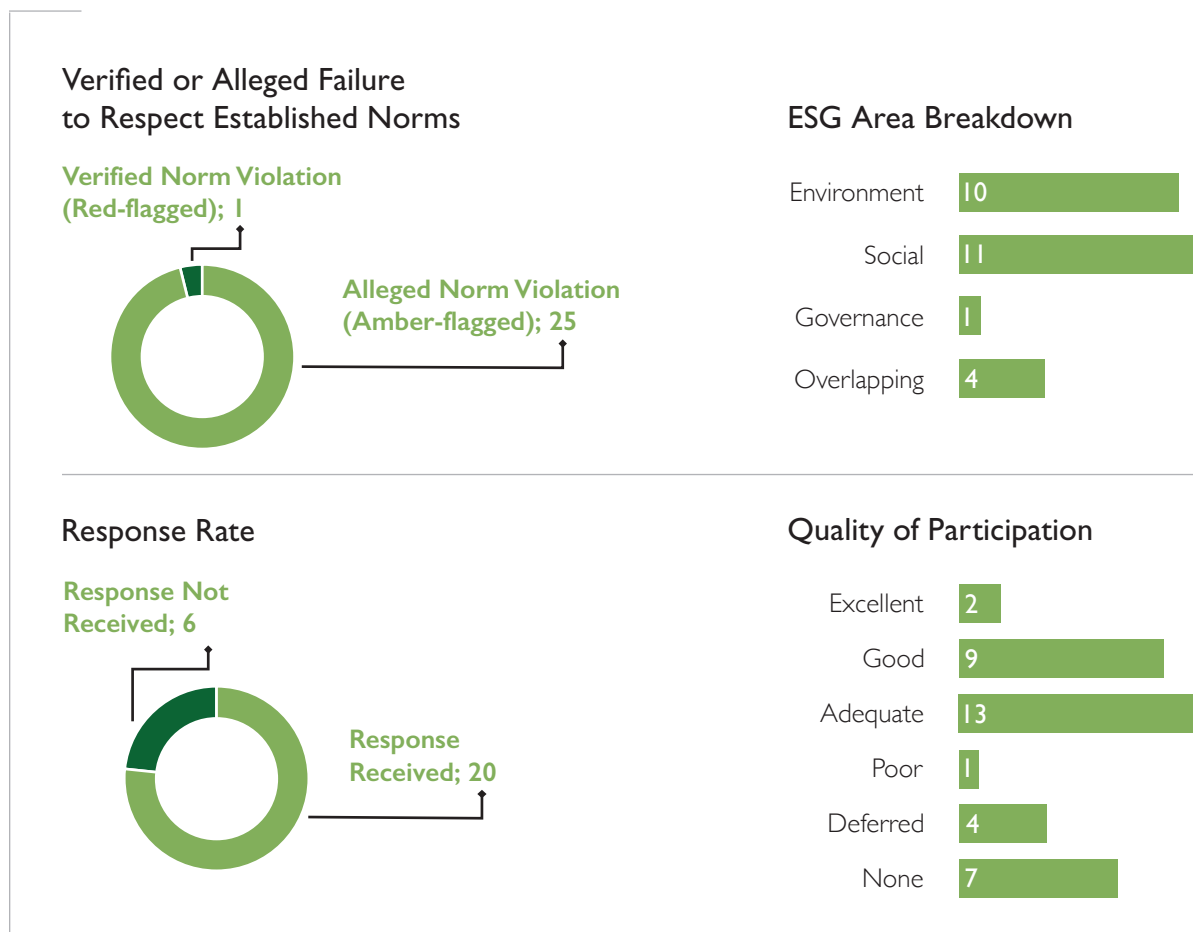 Verified or Alleged Failure
to Respect Established Norms
Verified Norm Violation
(Red-flagged); 1
Alleged Norm Violation
(Amber-flagged); 25
ESG Area Breakdown
Environment 10
Social 11
Governance 1
Overlapping 4
Response Rate
Response Not
Received; 6
Response
Received; 20
Quality of Participation
Excellent 2
Good 9
Adequate 13
Poor 1
Deferred 4
None 7